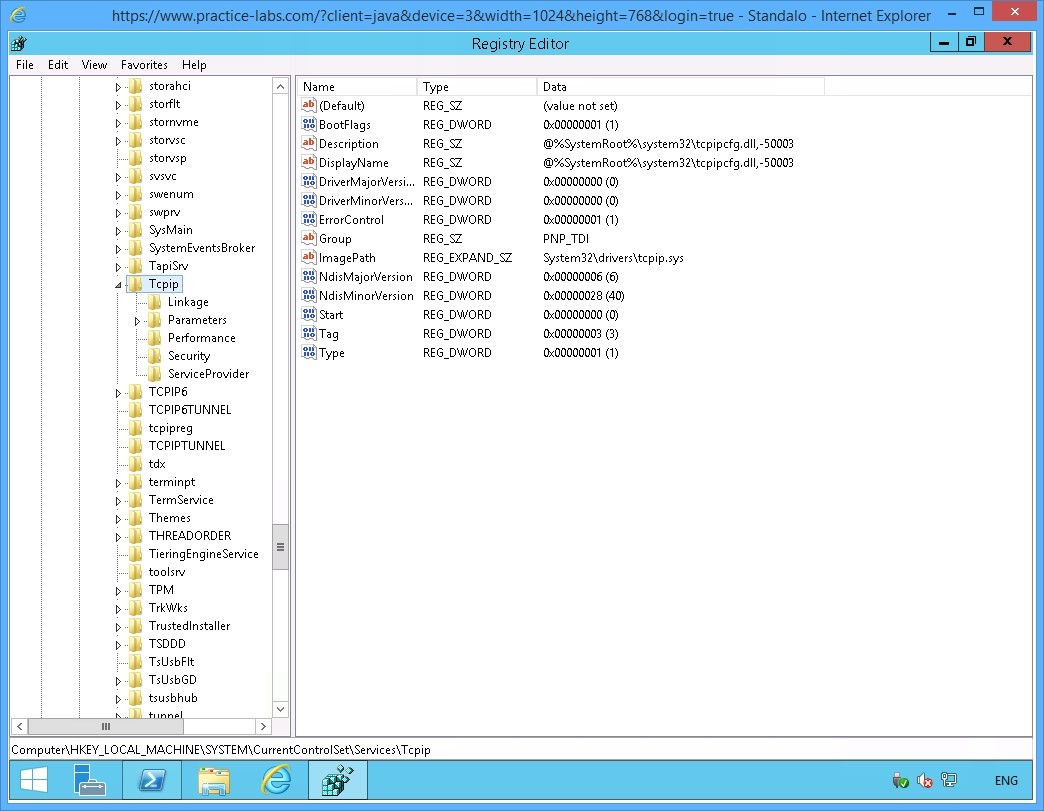 https://www.practice-labs.com/?client=java&device=3&width=1024&height=768&login=true - Standalo - Internet Explorer
Registry Editor
File Edit View Favorites Help
storahci
storflt
stornvme
storvsc
storvsp
svsvc
swenum
swprv
SysMain
SystemEventsBroker
TapiSrv
Tcpip
Linkage
Parameters
Performance
Security
ServiceProvider
TCPIP6
TCPIP6TUNNEL
tcpipreg
TCPIPTUNNEL
tdx
terminpt
TermService
Themes
THREADORDER
TieringEngineService
toolsrv
TPM
TrkWks
TrustedInstaller
TSDDD
TsUsbFlt
TsUsbGD
tsusbhub
tunnel
Name Type Data
(Default) REG_SZ (value not set)
BootFlags REG_DWORD 0x00000001 (1)
Description REG_SZ @%SystemRoot%\system32\tcpipcfg.dll,-50003
DisplayName REG_SZ @%SystemRoot%\system32\tcpipcfg.dll,-50003
DriverMajorVersi... REG_DWORD 0x00000000 (0)
DriverMinorVers... REG_DWORD 0x00000000 (0)
ErrorControl REG_DWORD 0x00000001 (1)
Group REG_SZ PNP_TDI
ImagePath REG_EXPAND_SZ System32\drivers\tcpip.sys
NdisMajorVersion REG_DWORD 0x00000006 (6)
NdisMinorVersion REG_DWORD 0x00000028 (40)
Start REG_DWORD 0x00000000 (0)
Tag REG_DWORD 0x00000003 (3)
Type REG_DWORD 0x00000001 (1)
Computer\HKEY_LOCAL_MACHINE\SYSTEM\CurrentControlSet\Services\Tcpip
ENG